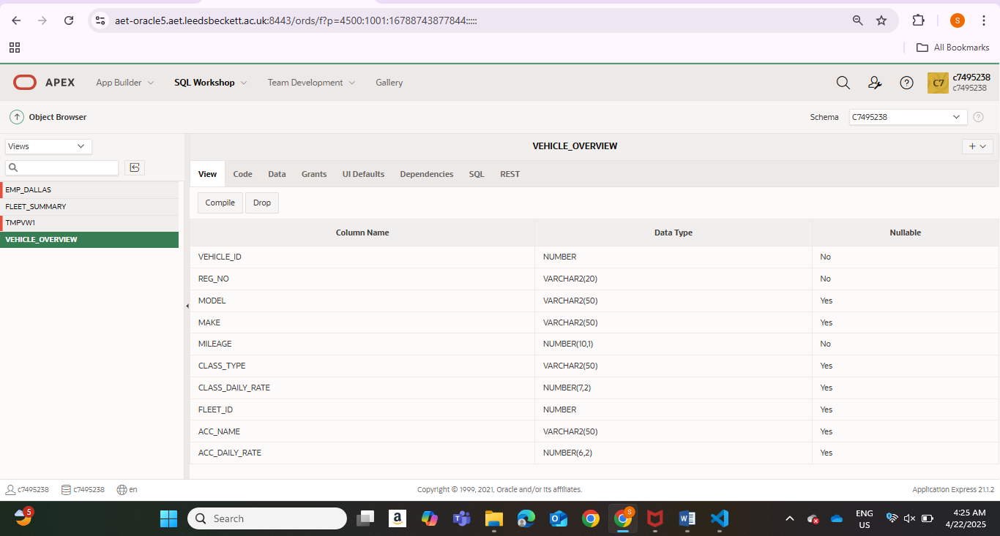 aet-oracle5.aet.leedsbeckett.ac.uk:8443/ords/f?p=4500:1001:16788743877844:::::
S
All Bookmarks
APEX App Builder SQL Workshop Team Development Gallery
C7 c7495238
c7495238
Object Browser Schema C7495238
Views
VEHICLE_OVERVIEW
View Code Data Grants UI Defaults Dependencies SQL REST
EMP_DALLAS
FLEET_SUMMARY
TMPVW1
VEHICLE_OVERVIEW
Compile Drop
Column Name Data Type Nullable
VEHICLE_ID NUMBER No
REG_NO VARCHAR2(20) No
MODEL VARCHAR2(50) Yes
MAKE VARCHAR2(50) Yes
MILEAGE NUMBER(10,1) No
CLASS_TYPE VARCHAR2(50) Yes
CLASS_DAILY_RATE NUMBER(7,2) Yes
FLEET_ID NUMBER Yes
ACC_NAME VARCHAR2(50) Yes
ACC_DAILY_RATE NUMBER(6,2) Yes
c7495238 c7495238 en Copyright © 1999, 2021, Oracle and/or its affiliates. Application Express 21.1.2
5 Search S ENG 4:25 AM
US 4/22/2025